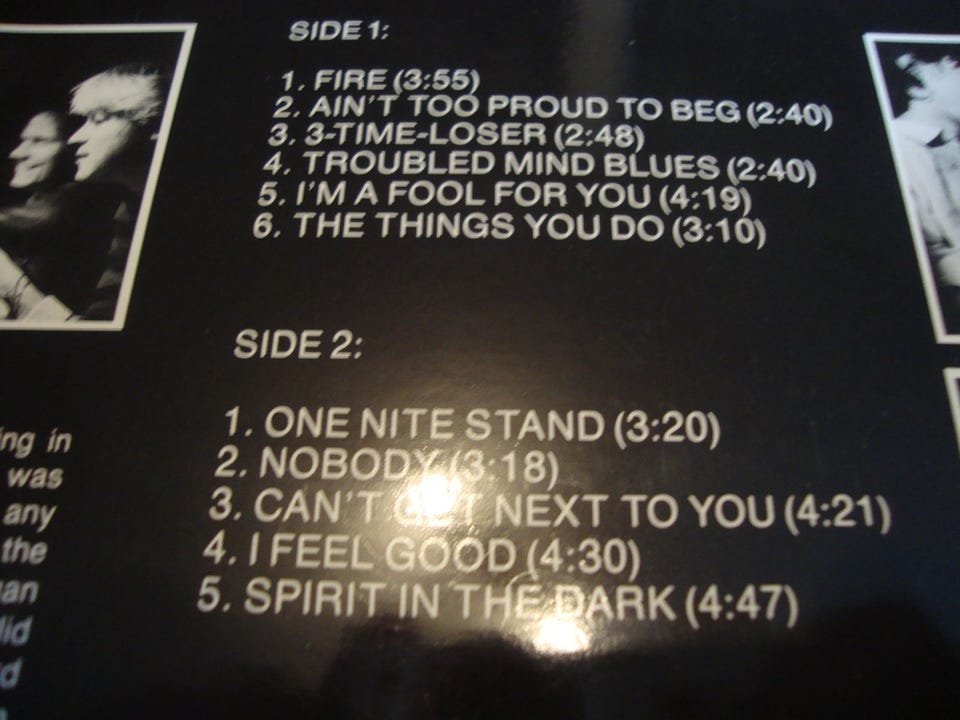 SIDE 1:
1. FIRE (3:55)
2. AIN'T TOO PROUD TO BEG (2:40)
3. 3-TIME-LOSER (2:48)
4. TROUBLED MIND BLUES (2:40)
5. I'M A FOOL FOR YOU (4:19)
6. THE THINGS YOU DO (3:10)
SIDE 2:
1. ONE NITE STAND (3:20)
2. NOBODY (3:18)
3. CAN'T GET NEXT TO YOU (4:21)
4. I FEEL GOOD (4:30)
5. SPIRIT IN THE DARK (4:47)
in
was
any
the